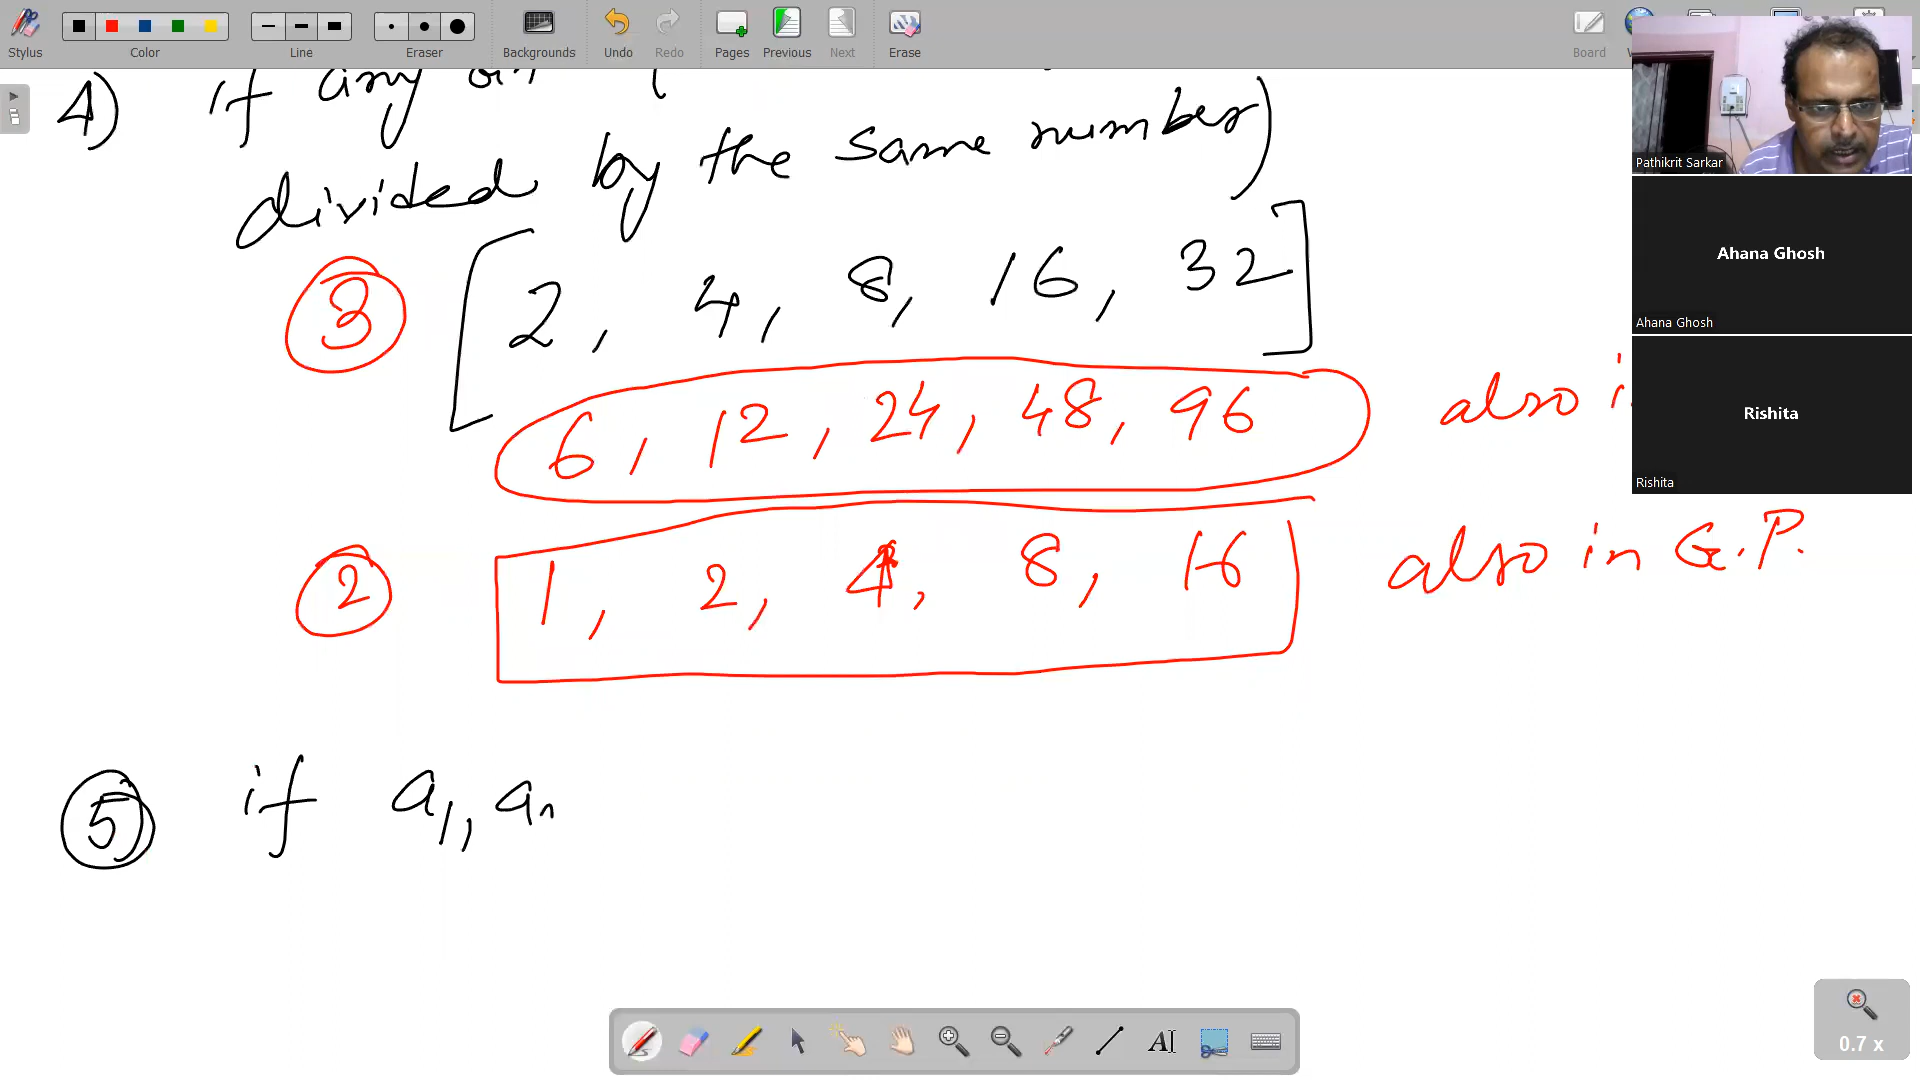 Stylus
Color
Line
Eraser
Backgrounds
Undo
Redo
Pages
Previous
Next
Erase
Board
4) if any
divided by the same number)
3 [2, 4, 8, 16, 32]
6, 12, 24, 48, 96 also i
2 1, 2, 4, 8, 16 also in G.P.
5 if a1, a
Pathikrit Sarkar
Ahana Ghosh
Ahana Ghosh
Rishita
Rishita
AI
0.7 x